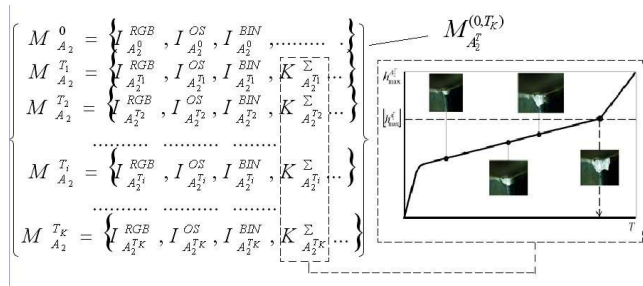 M_{A_2}^{0} = {I_{A_2^0}^{RGB}, I_{A_2^0}^{OS}, I_{A_2^0}^{BIN}, ......... .}
M_{A_2}^{T_1} = {I_{A_2^{T_1}}^{RGB}, I_{A_2^{T_1}}^{OS}, I_{A_2^{T_1}}^{BIN}, K_{A_2^{T_1}}^{Σ} ...}
M_{A_2}^{T_2} = {I_{A_2^{T_2}}^{RGB}, I_{A_2^{T_2}}^{OS}, I_{A_2^{T_2}}^{BIN}, K_{A_2^{T_2}}^{Σ} ...}
......... ......... .........
M_{A_2}^{T_i} = {I_{A_2^{T_i}}^{RGB}, I_{A_2^{T_i}}^{OS}, I_{A_2^{T_i}}^{BIN}, K_{A_2^{T_i}}^{Σ} ...}
......... ......... .........
M_{A_2}^{T_K} = {I_{A_2^{T_K}}^{RGB}, I_{A_2^{T_K}}^{OS}, I_{A_2^{T_K}}^{BIN}, K_{A_2^{T_K}}^{Σ} ...}
M_{A_2^T}^{(0,T_K)}
T